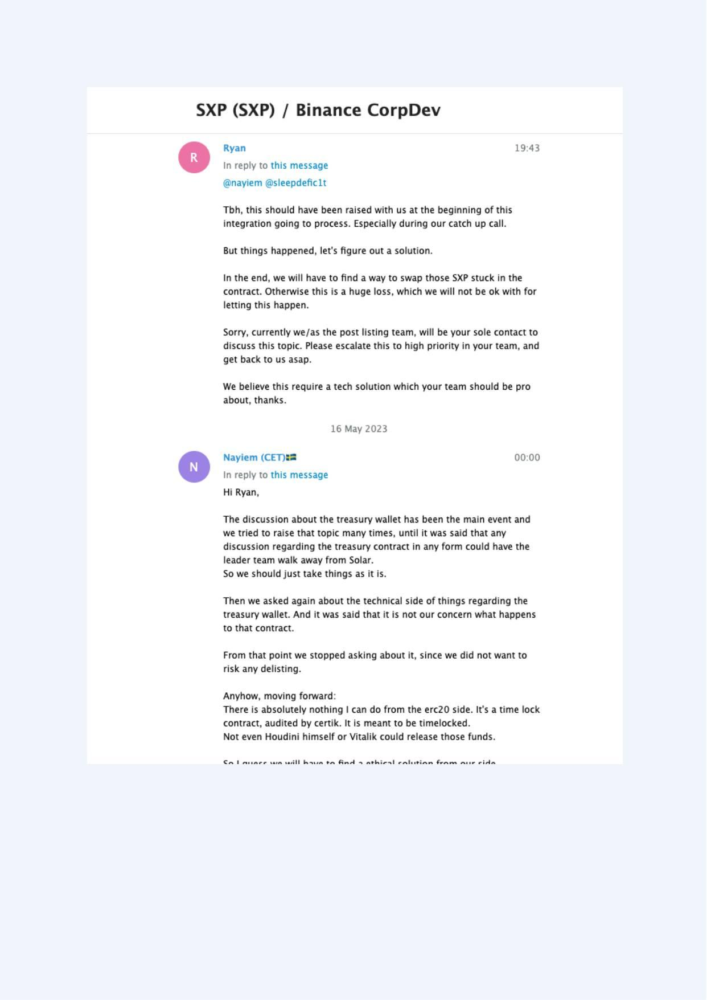 SXP (SXP) / Binance CorpDev
R
Ryan
19:43
In reply to this message
@nayiem @sleepdefic1t
Tbh, this should have been raised with us at the beginning of this
integration going to process. Especially during our catch up call.
But things happened, let's figure out a solution.
In the end, we will have to find a way to swap those SXP stuck in the
contract. Otherwise this is a huge loss, which we will not be ok with for
letting this happen.
Sorry, currently we/as the post listing team, will be your sole contact to
discuss this topic. Please escalate this to high priority in your team, and
get back to us asap.
We believe this require a tech solution which your team should be pro
about, thanks.
16 May 2023
N
Nayiem (CET)🇸🇪
00:00
In reply to this message
Hi Ryan,
The discussion about the treasury wallet has been the main event and
we tried to raise that topic many times, until it was said that any
discussion regarding the treasury contract in any form could have the
leader team walk away from Solar.
So we should just take things as it is.
Then we asked again about the technical side of things regarding the
treasury wallet. And it was said that it is not our concern what happens
to that contract.
From that point we stopped asking about it, since we did not want to
risk any delisting.
Anyhow, moving forward:
There is absolutely nothing I can do from the erc20 side. It's a time lock
contract, audited by certik. It is meant to be timelocked.
Not even Houdini himself or Vitalik could release those funds.
So I guess we will have to find a ethical solution from our side